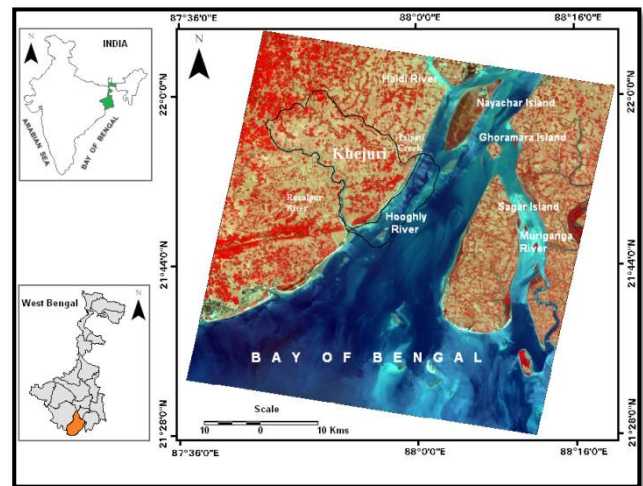 87°36'0"E 88°0'0"E 88°16'0"E
N
INDIA
ARABIAN SEA
BAY OF BENGAL
N
22°0'0"N
22°0'0"N
Haldi River
Nayachar Island
Ghoramara Island
Talpati
Creek
Khejuri
Rasulpur
River
Hooghly
River
Sagar Island
Muriganga
River
21°44'0"N
21°44'0"N
West Bengal
N
BAY OF BENGAL
Scale
10 0 10 Kms
21°28'0"N
21°28'0"N
87°36'0"E 88°0'0"E 88°16'0"E